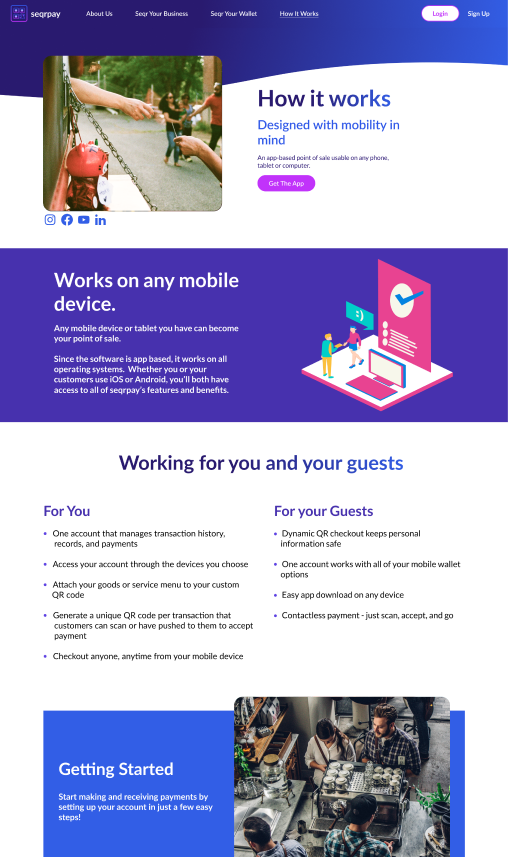 seqrpay
About Us
Seqr Your Business
Seqr Your Wallet
How It Works
Login
Sign Up
How it works
Designed with mobility in
mind
An app-based point of sale usable on any phone,
tablet or computer.
Get The App
Works on any mobile
device.
Any mobile device or tablet you have can become
your point of sale.
Since the software is app based, it works on all
operating systems. Whether you or your
customers use iOS or Android, you'll both have
access to all of seqrpay's features and benefits.
:)
Working for you and your guests
For You
• One account that manages transaction history,
records, and payments
• Access your account through the devices you choose
• Attach your goods or service menu to your custom
QR code
• Generate a unique QR code per transaction that
customers can scan or have pushed to them to accept
payment
• Checkout anyone, anytime from your mobile device
For your Guests
• Dynamic QR checkout keeps personal
information safe
• One account works with all of your mobile wallet
options
• Easy app download on any device
• Contactless payment - just scan, accept, and go
Getting Started
Start making and receiving payments by
setting up your account in just a few easy
steps!